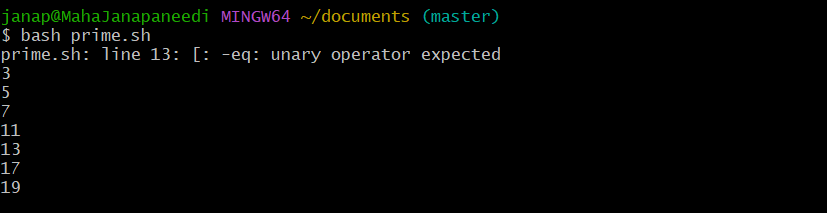 janap@MahaJanapaneedi MINGW64 ~/documents (master)
$ bash prime.sh
prime.sh: line 13: [: -eq: unary operator expected
3
5
7
11
13
17
19